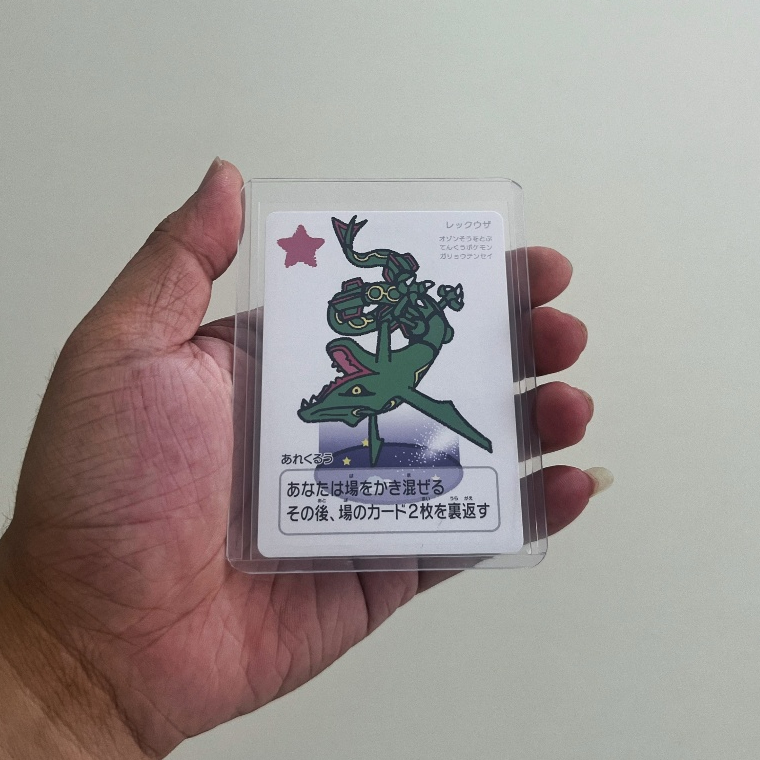 レックウザ
オゾンそうをとぶ
てんくうポケモン
ガリョウテンセイ
あれくるう
あなたは場をかき混ぜる
その後、場のカード2枚を裏返す